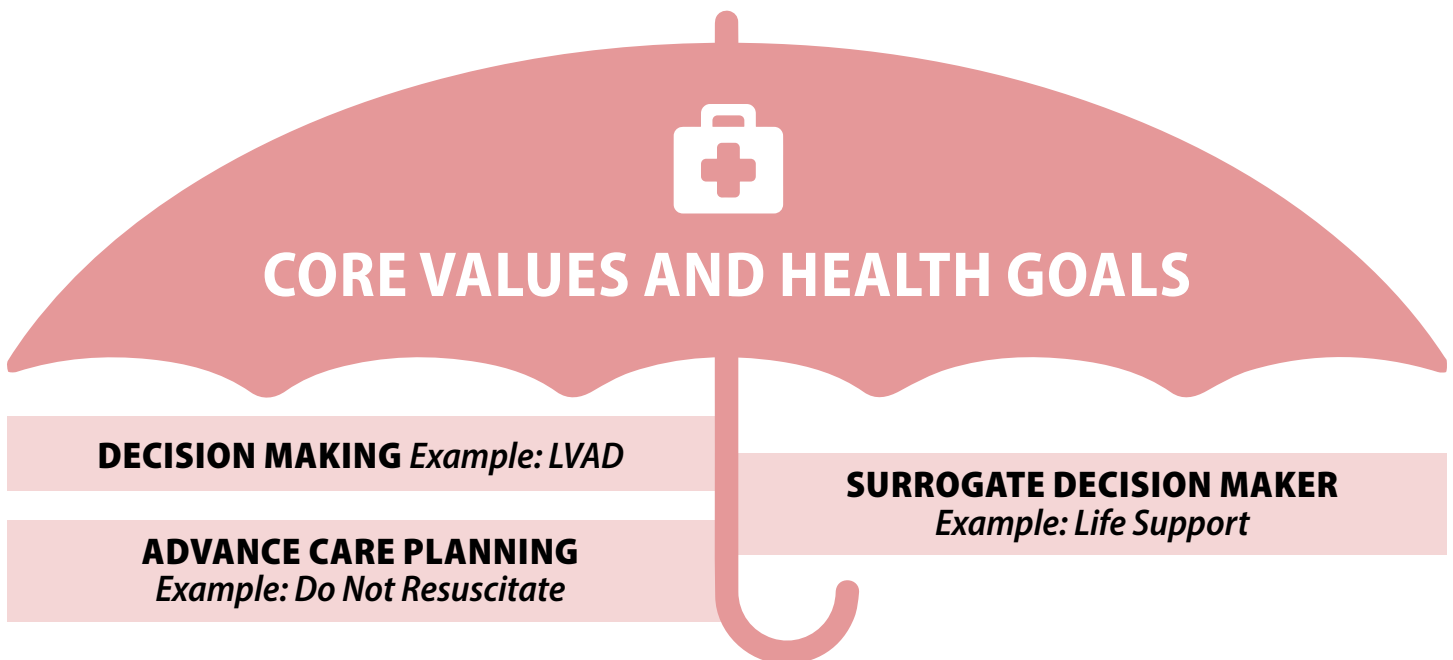 CORE VALUES AND HEALTH GOALS
DECISION MAKING Example: LVAD
ADVANCE CARE PLANNING
Example: Do Not Resuscitate
SURROGATE DECISION MAKER
Example: Life Support